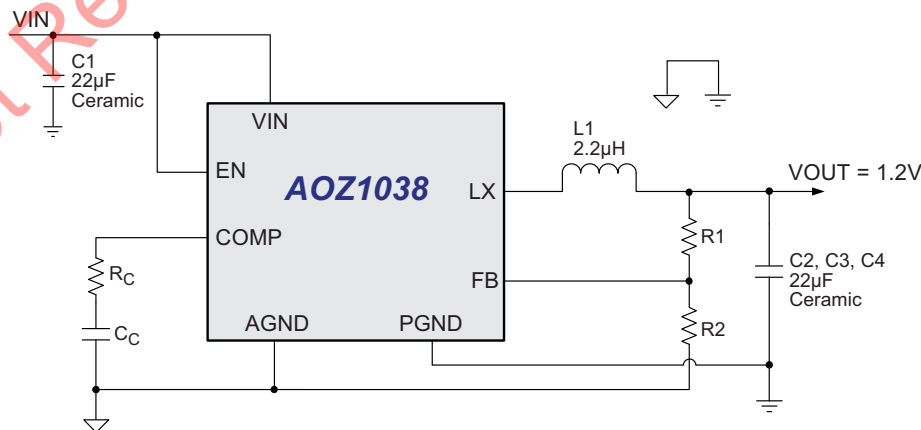 VIN
C1
22µF
Ceramic
VIN
EN
AOZ1038
LX
COMP
FB
AGND
PGND
RC
CC
L1
2.2µH
VOUT = 1.2V
R1
R2
C2, C3, C4
22µF
Ceramic